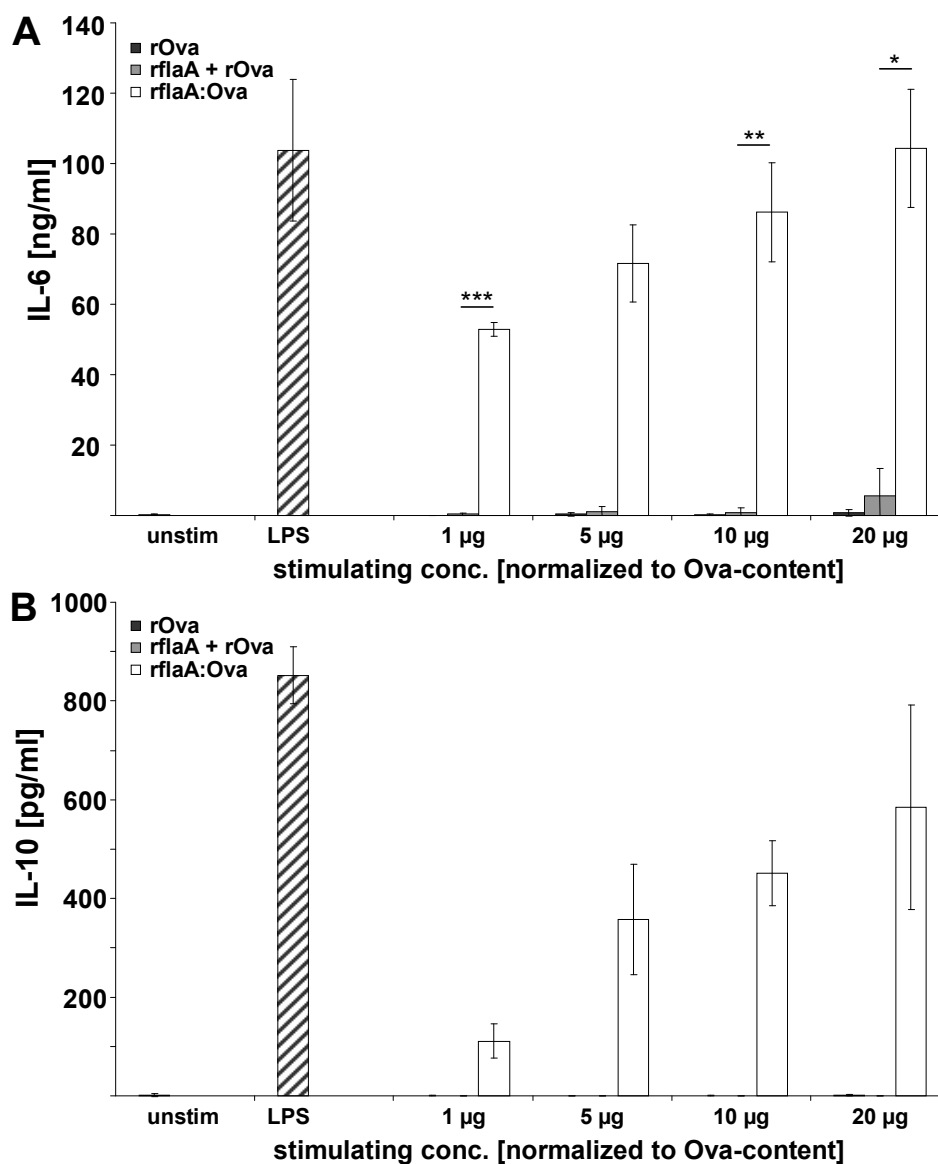 A
140
120
100
80
60
40
20
IL-6 [ng/ml]
rOva
rflaA + rOva
rflaA:Ova
***
**
*
unstim LPS 1 µg 5 µg 10 µg 20 µg
stimulating conc. [normalized to Ova-content]
B
1000
800
600
400
200
IL-10 [pg/ml]
rOva
rflaA + rOva
rflaA:Ova
unstim LPS 1 µg 5 µg 10 µg 20 µg
stimulating conc. [normalized to Ova-content]